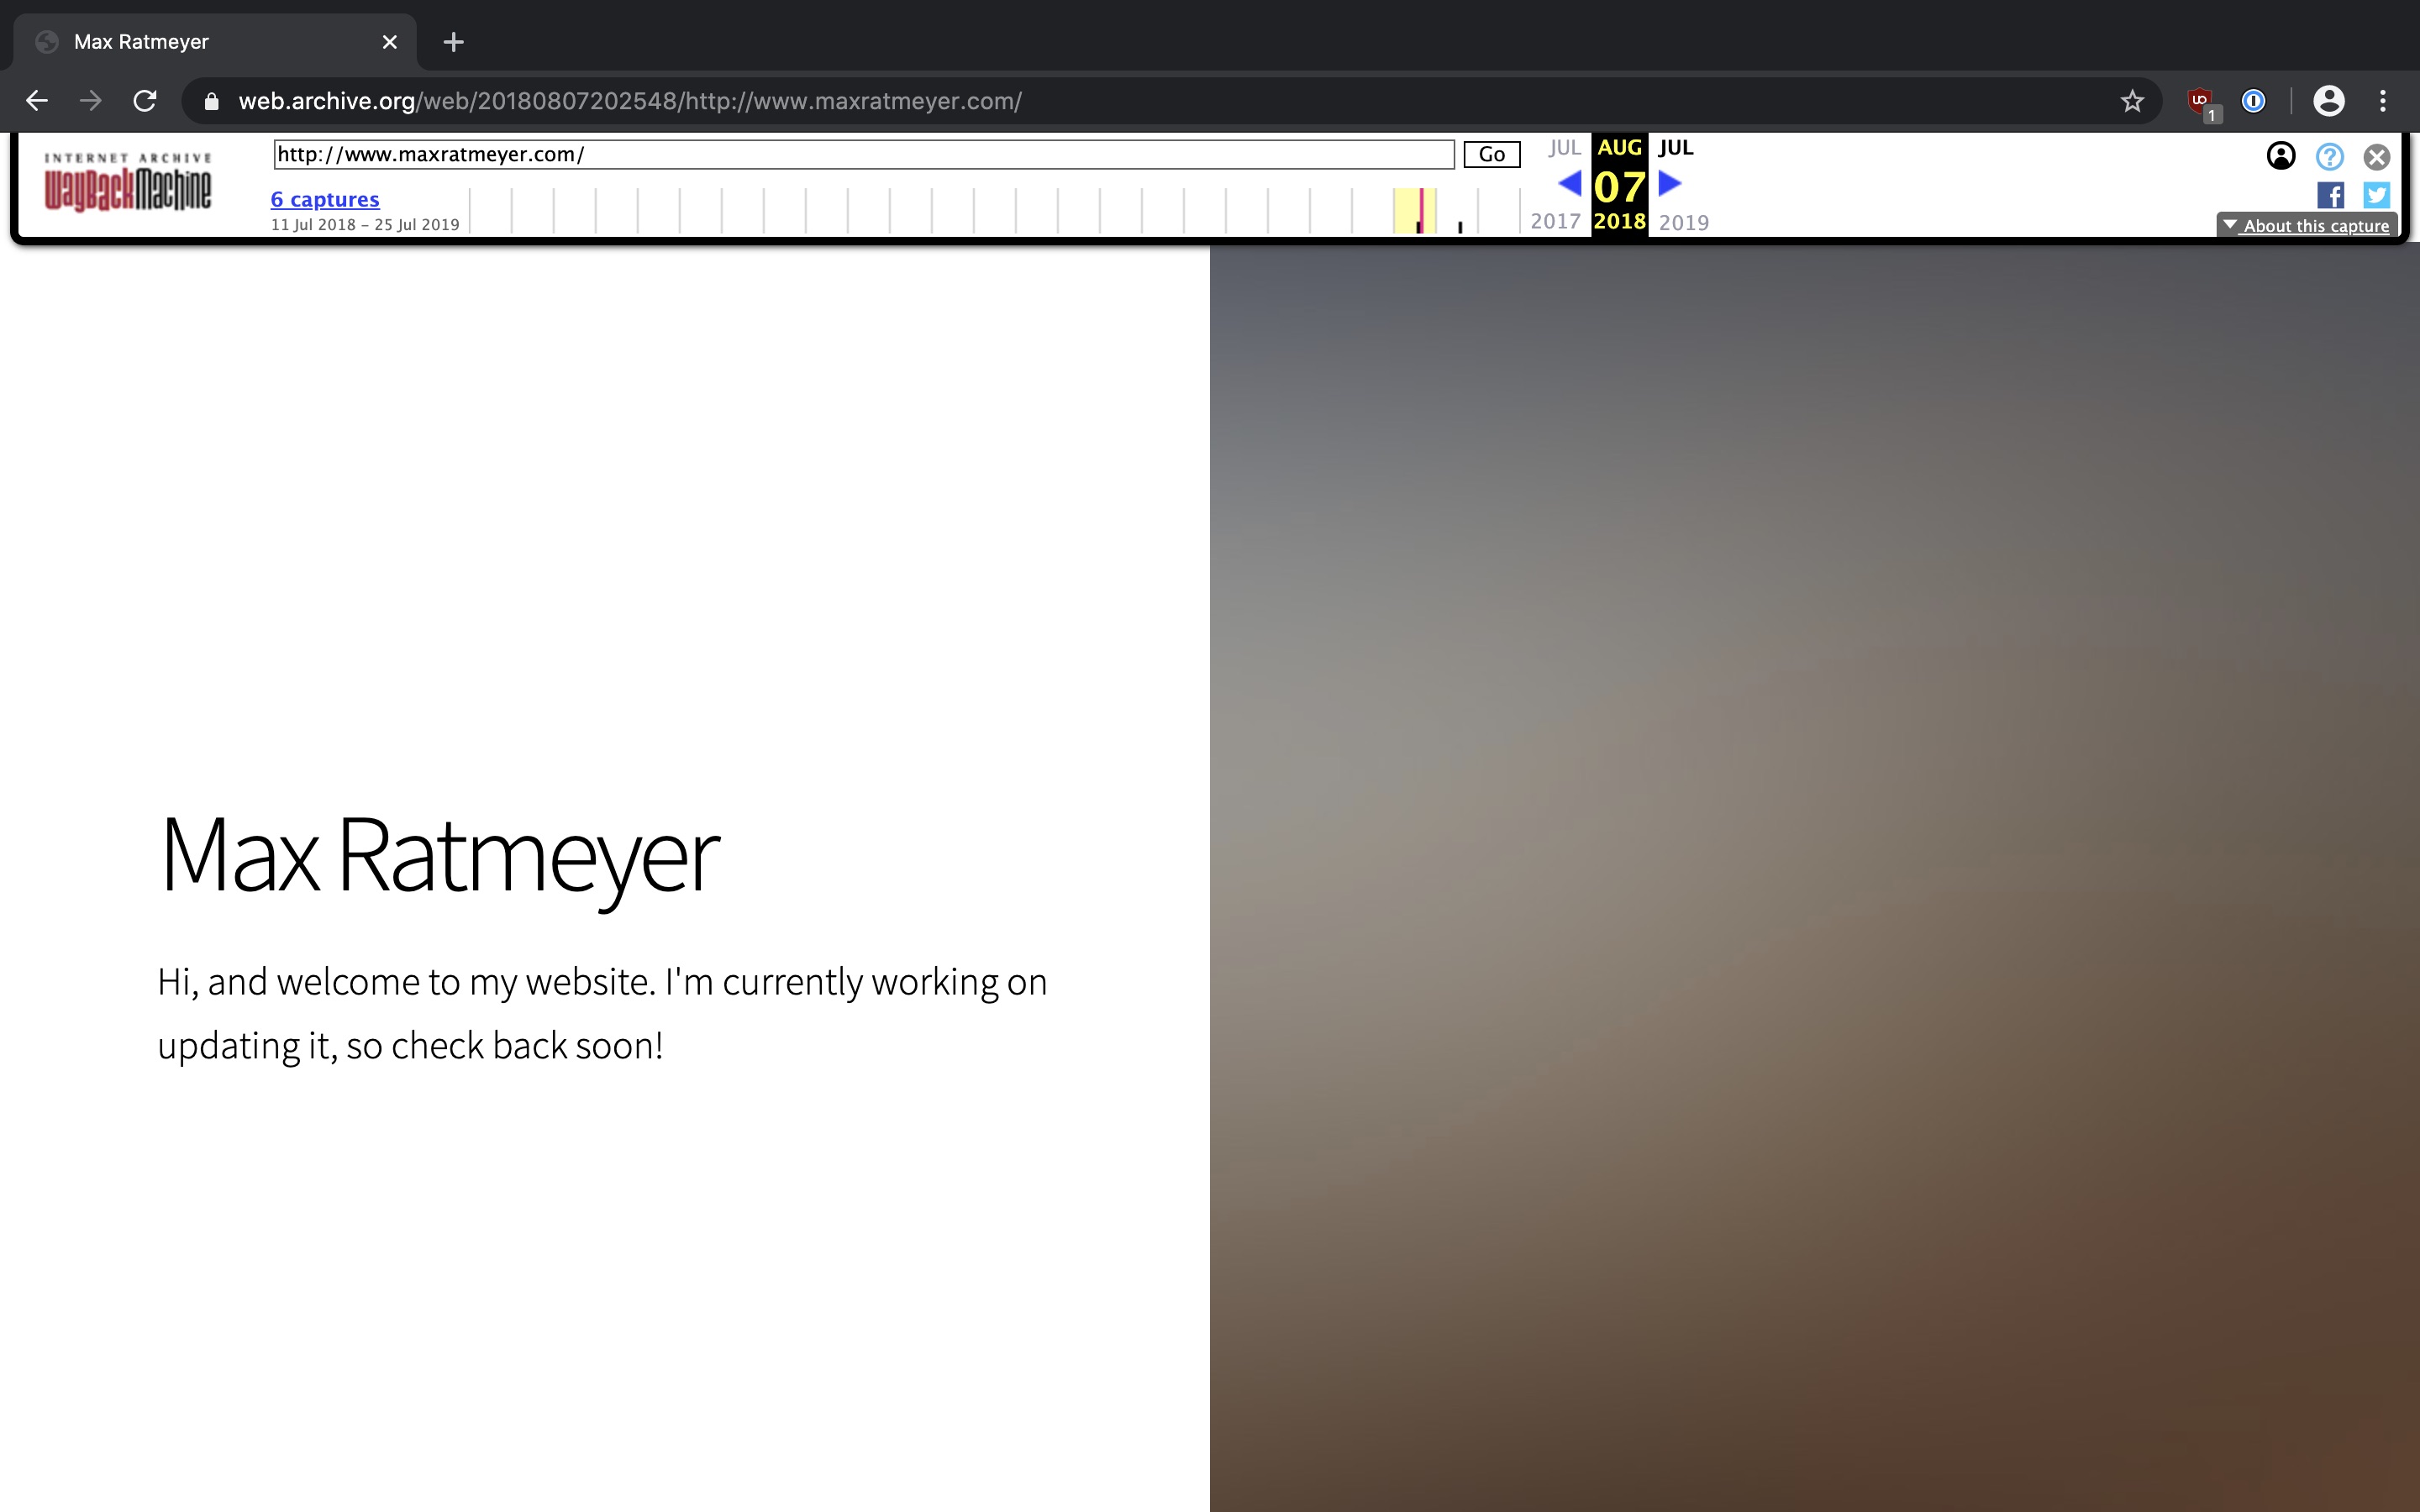 Max Ratmeyer
web.archive.org/web/20180807202548/http://www.maxratmeyer.com/
1
INTERNET ARCHIVE
WayBackMachine
http://www.maxratmeyer.com/
Go
6 captures
11 Jul 2018 – 25 Jul 2019
JUL
AUG
JUL
07
2017
2018
2019
f
About this capture
Max Ratmeyer
Hi, and welcome to my website. I'm currently working on
updating it, so check back soon!